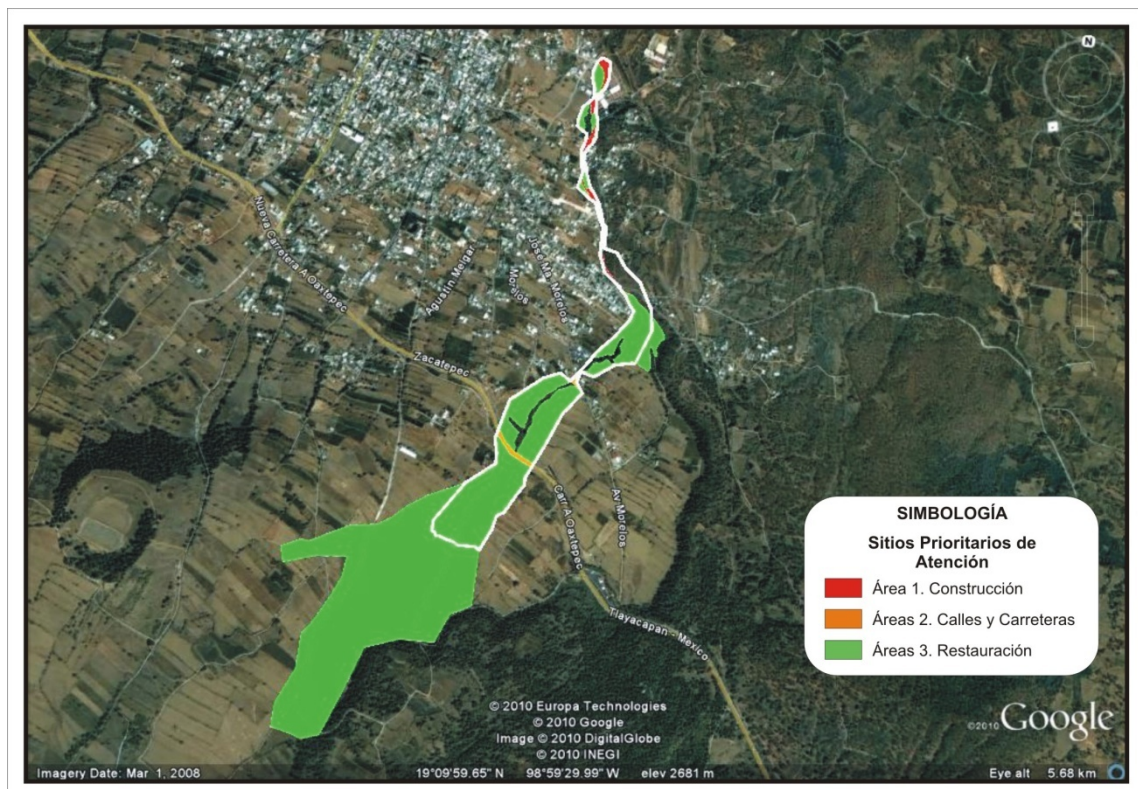 N
Nueva Carretera A Oaxtepec
Agustin Melgar
Morelos
Jose Ma. Morelos
Zacatepec
Carr A Oaxtepec
Av Morelos
Tlayacapan - Mexico
SIMBOLOGÍA
Sitios Prioritarios de
Atención
Área 1. Construcción
Áreas 2. Calles y Carreteras
Áreas 3. Restauración
© 2010 Europa Technologies
© 2010 Google
Image © 2010 DigitalGlobe
© 2010 INEGI
©2010 Google
Imagery Date: Mar 1, 2008
19°09'59.65" N 98°59'29.99" W elev 2681 m
Eye alt 5.68 km